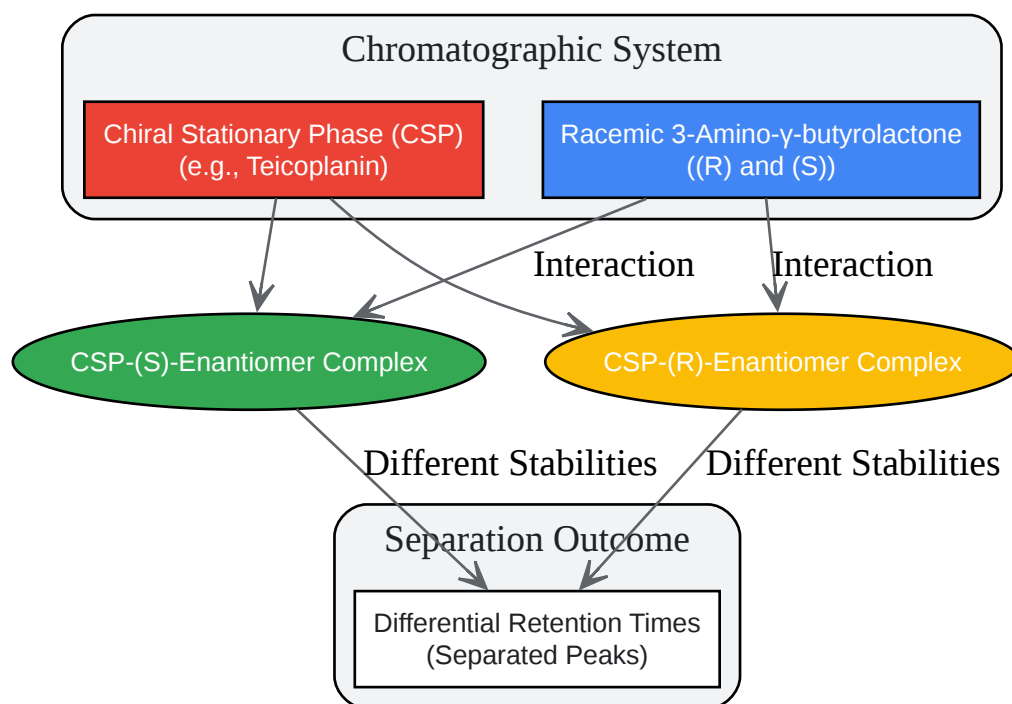 Chromatographic System
Chiral Stationary Phase (CSP)
(e.g., Teicoplanin)
Racemic 3-Amino-γ-butyrolactone
((R) and (S))
Interaction
Interaction
CSP-(S)-Enantiomer Complex
CSP-(R)-Enantiomer Complex
Different Stabilities
Different Stabilities
Separation Outcome
Differential Retention Times
(Separated Peaks)